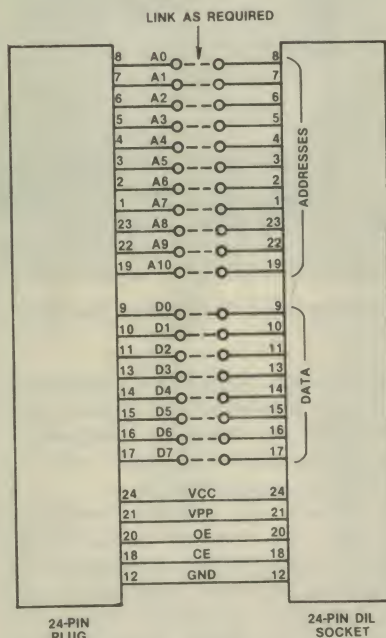 LINK AS REQUIRED
8 A0 8
7 A1 7
6 A2 6
5 A3 5
4 A4 4
3 A5 3
2 A6 2
1 A7 1
23 A8 23
22 A9 22
19 A10 19
ADDRESSES
9 D0 9
10 D1 10
11 D2 11
13 D3 13
14 D4 14
15 D5 15
16 D6 16
17 D7 17
DATA
24 VCC 24
21 VPP 21
20 OE 20
18 CE 18
12 GND 12
24-PIN
PLUG
24-PIN DIL
SOCKET